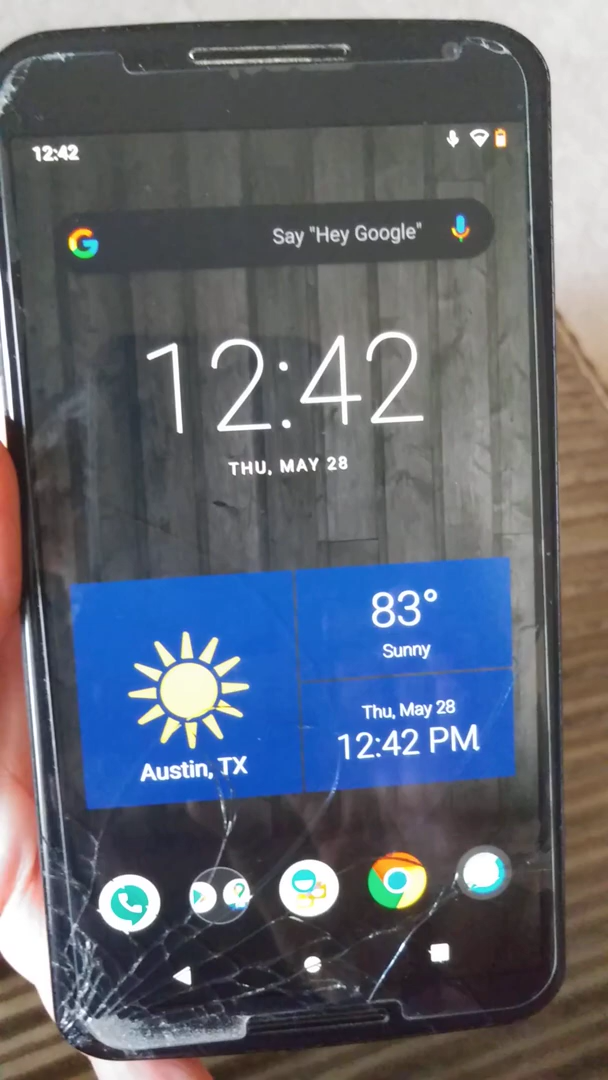 12:42
Say "Hey Google"
12:42
THU, MAY 28
83°
Sunny
Austin, TX
Thu, May 28
12:42 PM